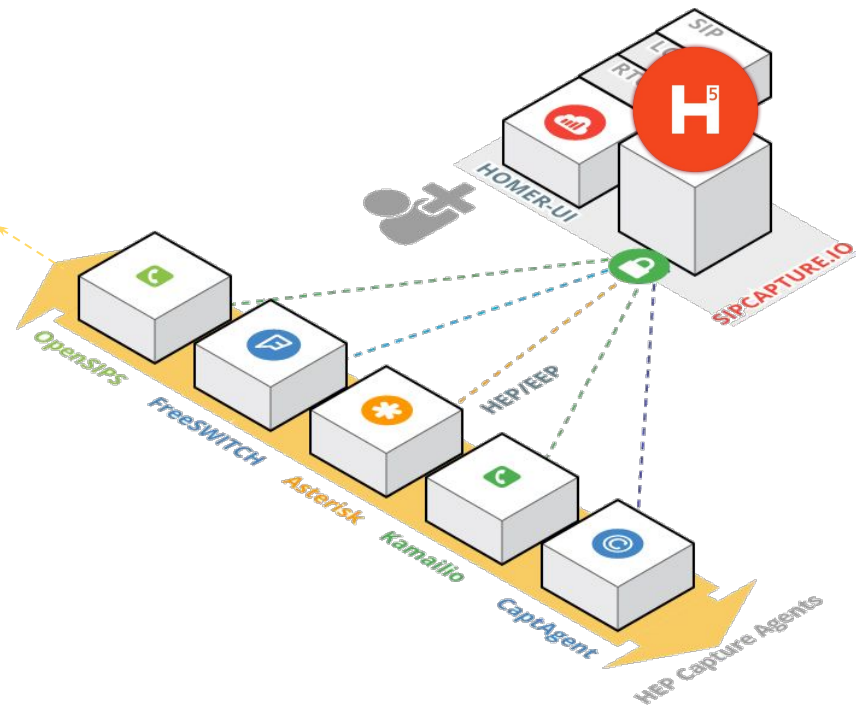 SIP
H5
HOMER-UI
SIPCAPTURE.IO
OpenSIPS
FreeSWITCH
Asterisk
HEP/EEP
Kamailio
CaptAgent
HEP Capture Agents